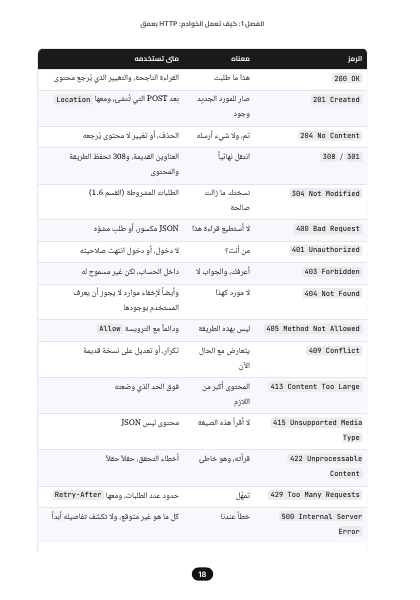 الفصل 1: كيف تعمل الخوادم: HTTP بعمق
الرمز معناه متى تستخدمه
200 OK هذا ما طلبت القراءة الناجحة، والتغيير الذي يُرجع محتوى
201 Created صار للمورد الجديد وجود بعد POST التي تُنشئ، ومعها Location
204 No Content تم، ولا شيء أرسله الحذف، أو تغيير لا محتوى يُرجعه
301 / 308 انتقل نهائياً العناوين القديمة، و308 تحفظ الطريقة والمحتوى
304 Not Modified نسختك ما زالت صالحة الطلبات المشروطة (القسم 1.6)
400 Bad Request لا أستطيع قراءة هذا JSON مكسور، أو طلب مشوّه
401 Unauthorized من أنت؟ لا دخول، أو دخول انتهت صلاحيته
403 Forbidden أعرفك، والجواب لا داخل الحساب، لكن غير مسموح له
404 Not Found لا مورد كهذا وأيضاً لإخفاء موارد لا يجوز أن يعرف المستخدم بوجودها
405 Method Not Allowed ليس بهذه الطريقة ودائماً مع الترويسة Allow
409 Conflict يتعارض مع الحال الآن تكرار، أو تعديل على نسخة قديمة
413 Content Too Large المحتوى أكبر من اللازم فوق الحد الذي وضعته
415 Unsupported Media Type لا أقرأ هذه الصيغة محتوى ليس JSON
422 Unprocessable Content قرأته، وهو خاطئ أخطاء التحقق، حقلاً حقلاً
429 Too Many Requests تمهّل حدود عدد الطلبات، ومعها Retry-After
500 Internal Server Error خطأ عندنا كل ما هو غير متوقع، ولا تكشف تفاصيله أبداً
18